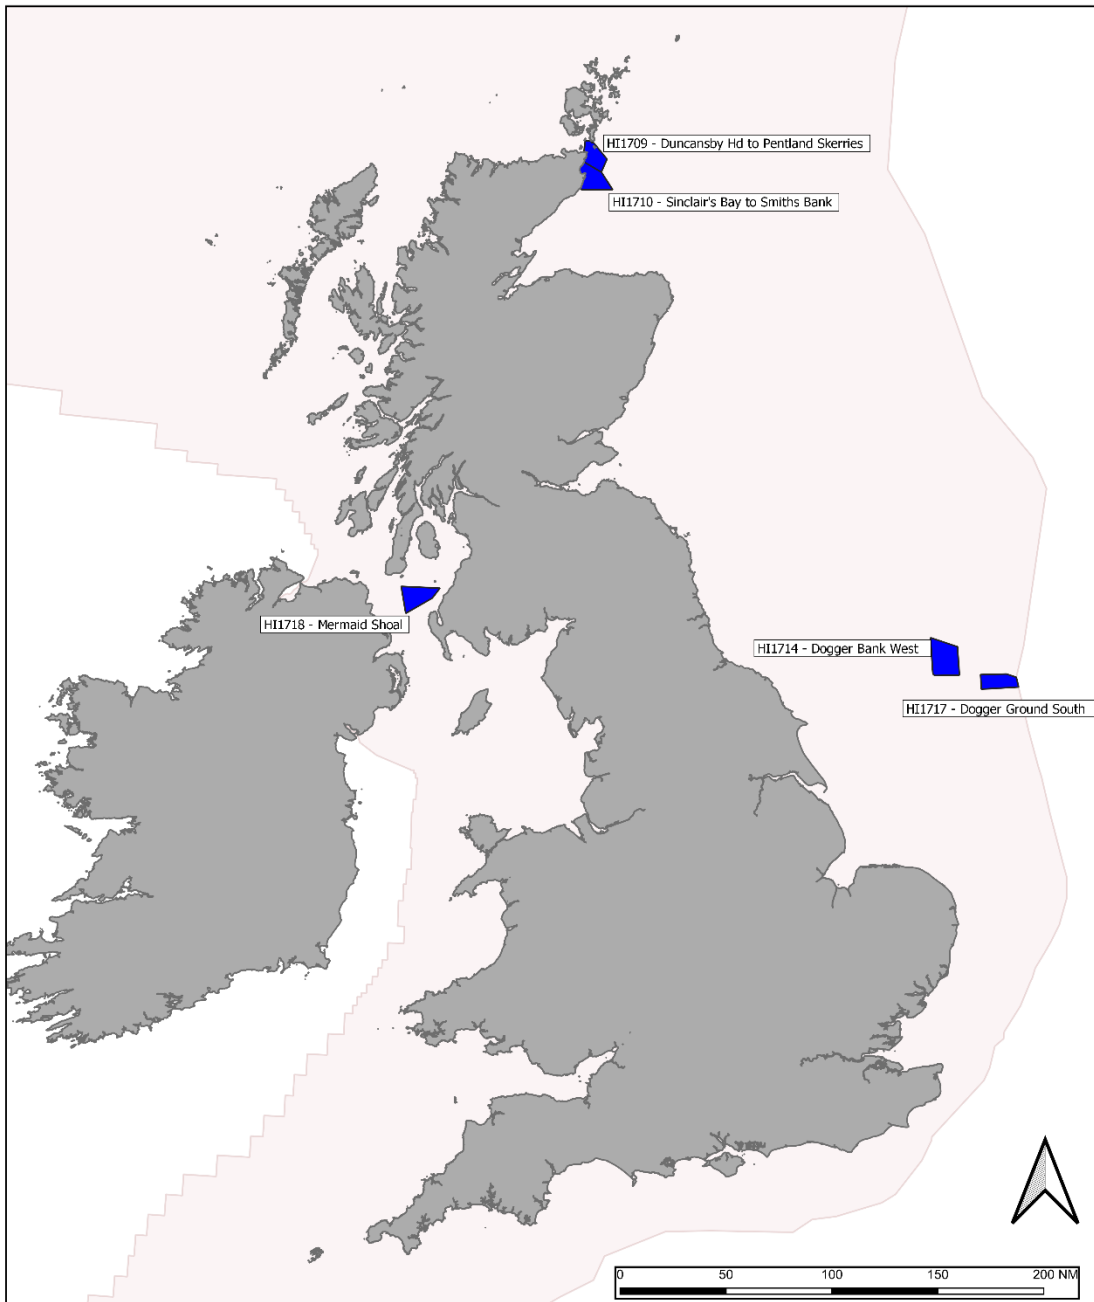 HI1709 - Duncansby Hd to Pentland Skerries
HI1710 - Sinclair's Bay to Smiths Bank
HI1718 - Mermaid Shoal
HI1714 - Dogger Bank West
HI1717 - Dogger Ground South
0 50 100 150 200 NM